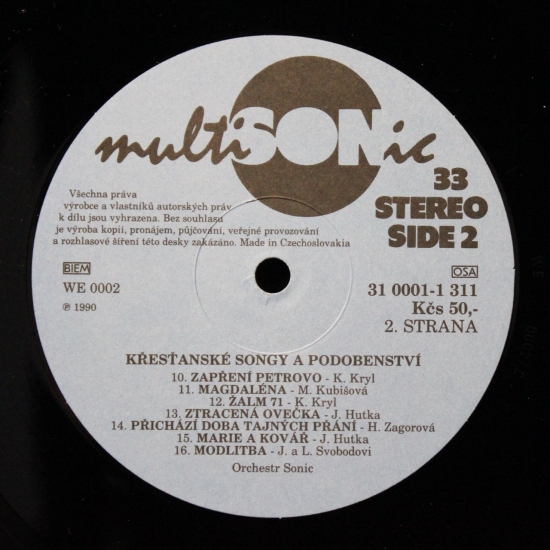 multiSONic
33
STEREO
SIDE 2
Všechna práva
výrobce a vlastníků autorských práv
k dílu jsou vyhrazena. Bez souhlasu
je výroba kopií, pronájem, půjčování, veřejné provozování
a rozhlasové šíření této desky zakázáno. Made in Czechoslovakia
BIEM
WE 0002
℗ 1990
OSA
31 0001-1 311
Kčs 50,-
2. STRANA
KŘESŤANSKÉ SONGY A PODOBENSTVÍ
10. ZAPŘENÍ PETROVO - K. Kryl
11. MAGDALÉNA - M. Kubišová
12. ŽALM 71 - K. Kryl
13. ZTRACENÁ OVEČKA - J. Hutka
14. PŘICHÁZÍ DOBA TAJNÝCH PŘÁNÍ - H. Zagorová
15. MARIE A KOVÁŘ - J. Hutka
16. MODLITBA - J. a L. Svobodovi
Orchestr Sonic